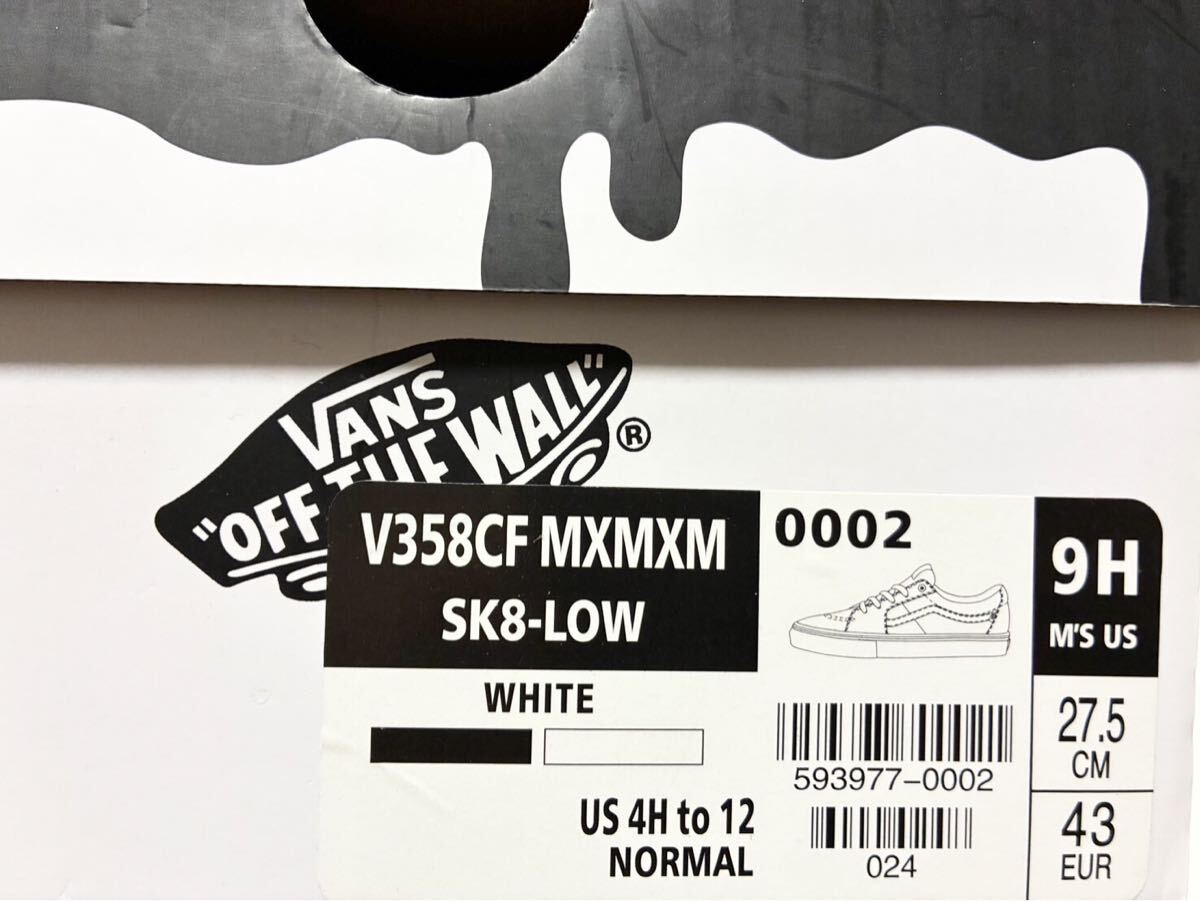 VANS
"OFF THE WALL"
®
V358CF MXMXM
SK8-LOW
WHITE
US 4H to 12
NORMAL
0002
593977-0002
024
9H
M'S US
27.5
CM
43
EUR